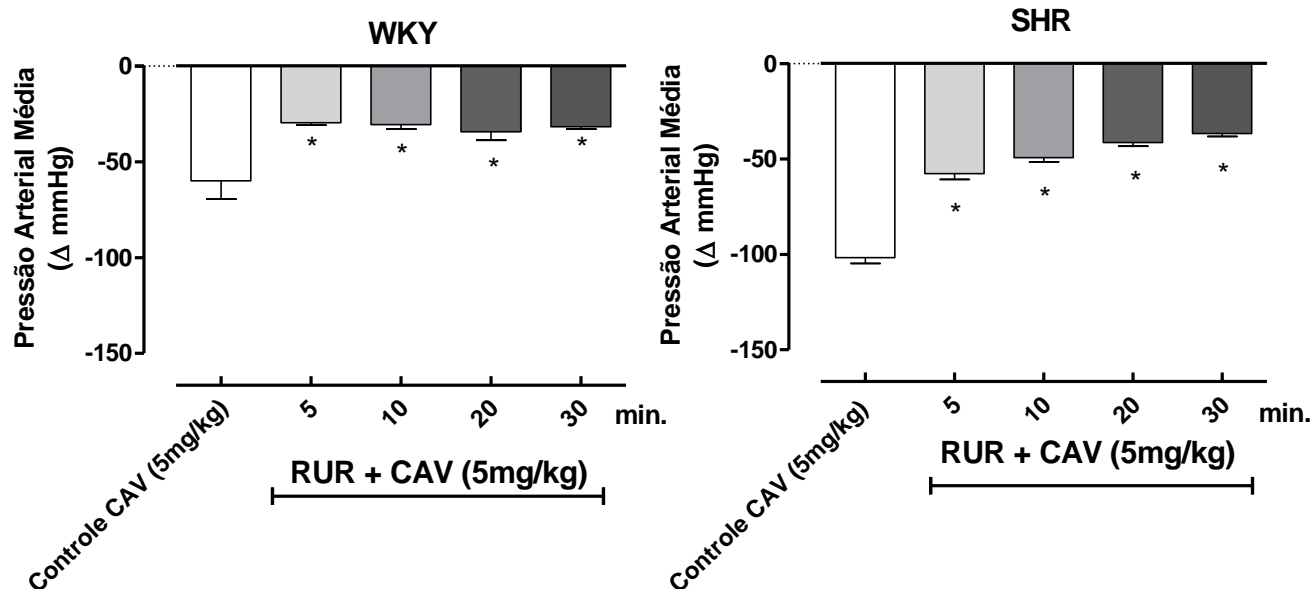 WKY
Pressão Arterial Média
(Δ mmHg)
0
-50
-100
-150
*
*
*
*
Controle CAV (5mg/kg)
5
10
20
30
min.
RUR + CAV (5mg/kg)
SHR
Pressão Arterial Média
(Δ mmHg)
0
-50
-100
-150
*
*
*
*
Controle CAV (5mg/kg)
5
10
20
30
min.
RUR + CAV (5mg/kg)